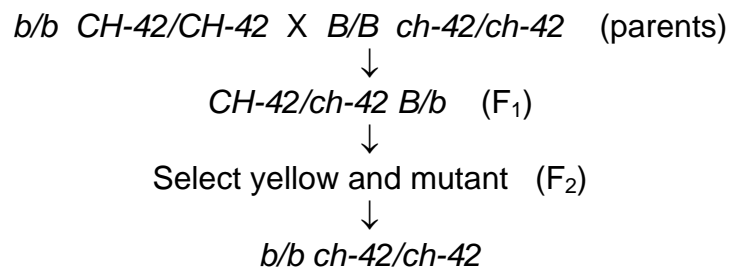 b/b CH-42/CH-42 X B/B ch-42/ch-42 (parents)
↓
CH-42/ch-42 B/b (F₁)
↓
Select yellow and mutant (F₂)
↓
b/b ch-42/ch-42